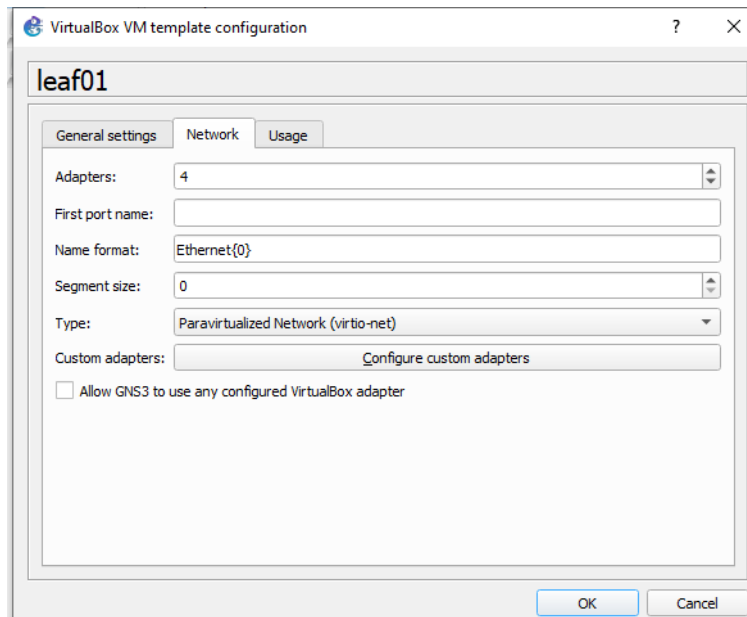 VirtualBox VM template configuration ? ×
leaf01
General settings Network Usage
Adapters: 4
First port name:
Name format: Ethernet{0}
Segment size: 0
Type: Paravirtualized Network (virtio-net)
Custom adapters: Configure custom adapters
Allow GNS3 to use any configured VirtualBox adapter
OK Cancel